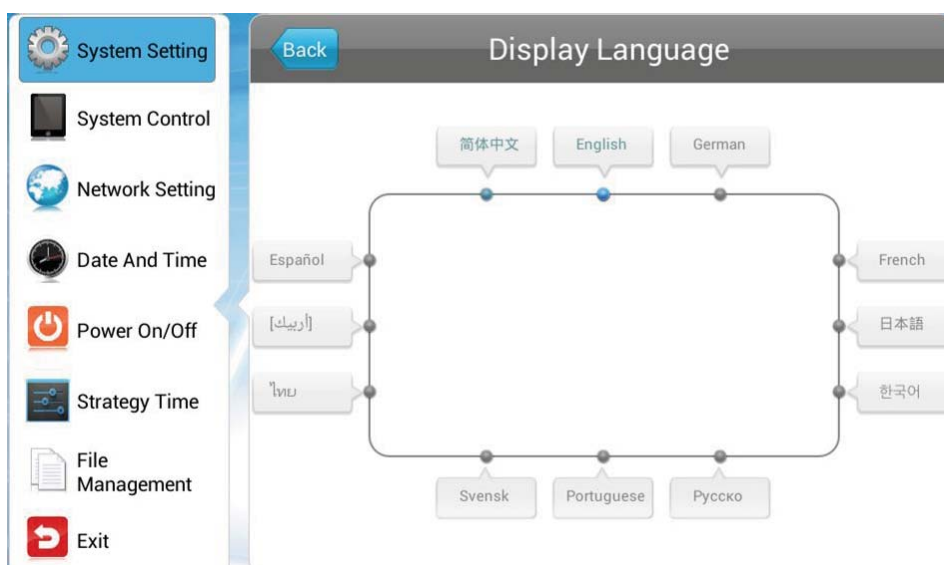 System Setting
System Control
Network Setting
Date And Time
Power On/Off
Strategy Time
File
Management
Exit
Back
Display Language
简体中文
English
German
Español
French
[أرييك]
日本語
ไทย
한국어
Svensk
Portuguese
Русско